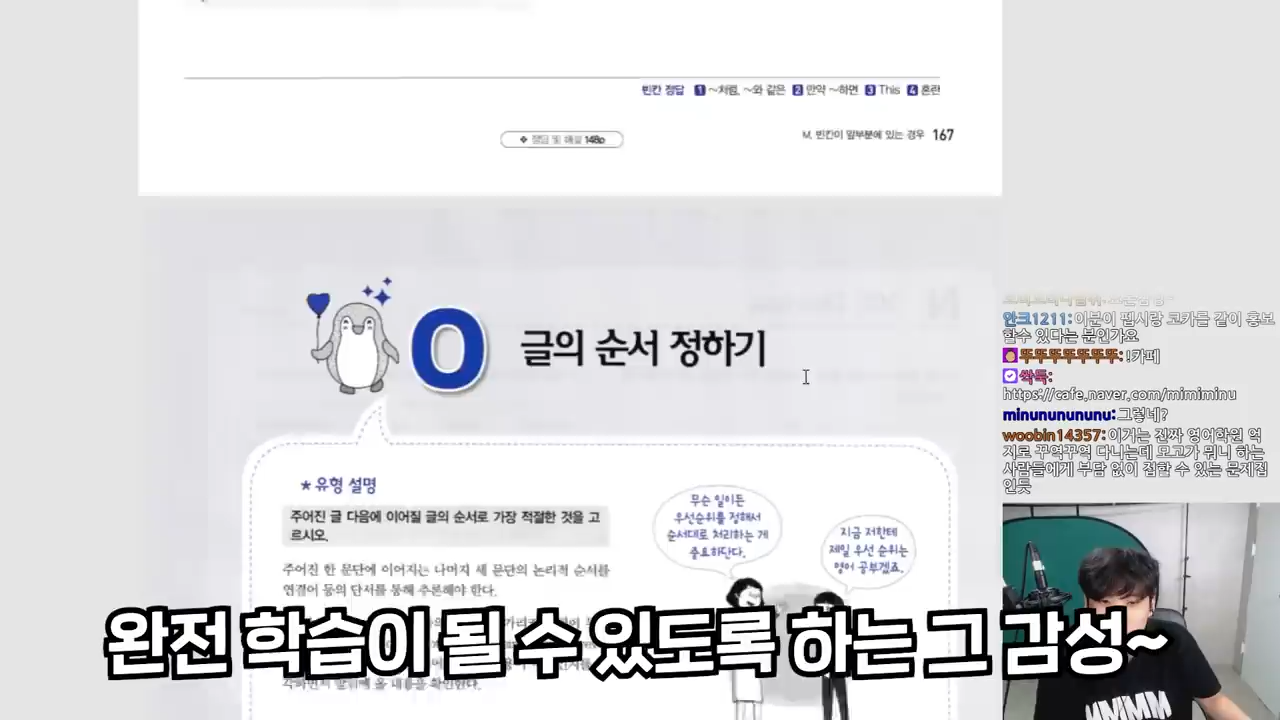 빈칸 정답 1 ~처럼, ~와 같은 2 만약 ~하면 3 This 4 혼란
❖ 정답 및 해설 148p
M. 빈칸이 앞부분에 있는 경우 167
O 글의 순서 정하기
★유형 설명
주어진 글 다음에 이어질 글의 순서로 가장 적절한 것을 고
르시오.
주어진 한 문단에 이어지는 나머지 세 문단의 논리적 순서를
연결어 등의 단서를 통해 추론해야 한다.
무슨 일이든
우선순위를 정해서
순서대로 처리하는 게
중요하단다.
지금 저한테
제일 우선 순위는
영어 공부겠죠.
안크1211: 이분이 펩시랑 코카를 같이 홍보
할수 있다는 분인가요
뚜뚜뚜뚜뚜뚜뚜: !카페
싹둑:
https://cafe.naver.com/mimiminu
minunununu: 그렇네?
woobin14357: 이거는 진짜 영어학원 억
지로 꾸역꾸역 다니는데 모고가 뭐니 하는
사람들에게 부담 없이 접할 수 있는 문제집
인듯
완전 학습이 될 수 있도록 하는 그 감성~